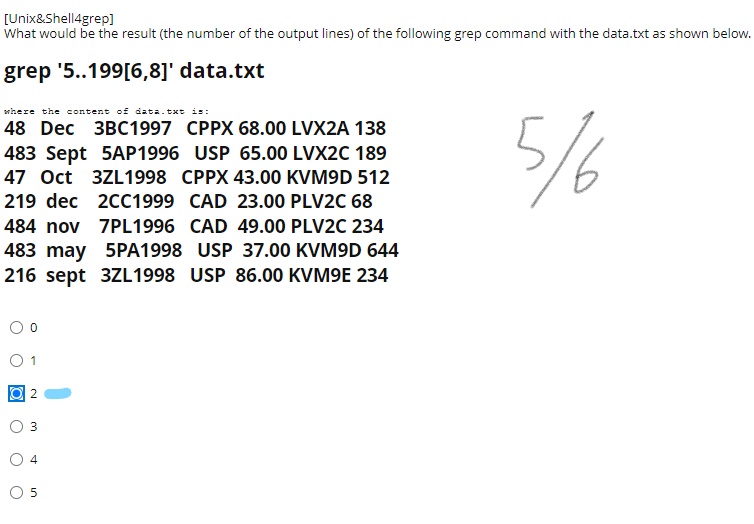 [Unix&Shell4grep]
What would be the result (the number of the output lines) of the following grep command with the data.txt as shown below.
grep '5..199[6,8]' data.txt
where the content of data.txt is:
48 Dec 3BC1997 CPPX 68.00 LVX2A 138
483 Sept 5AP1996 USP 65.00 LVX2C 189
47 Oct 3ZL1998 CPPX 43.00 KVM9D 512
219 dec 2CC1999 CAD 23.00 PLV2C 68
484 nov 7PL1996 CAD 49.00 PLV2C 234
483 may 5PA1998 USP 37.00 KVM9D 644
216 sept 3ZL1998 USP 86.00 KVM9E 234
5/6
0
1
2
3
4
5